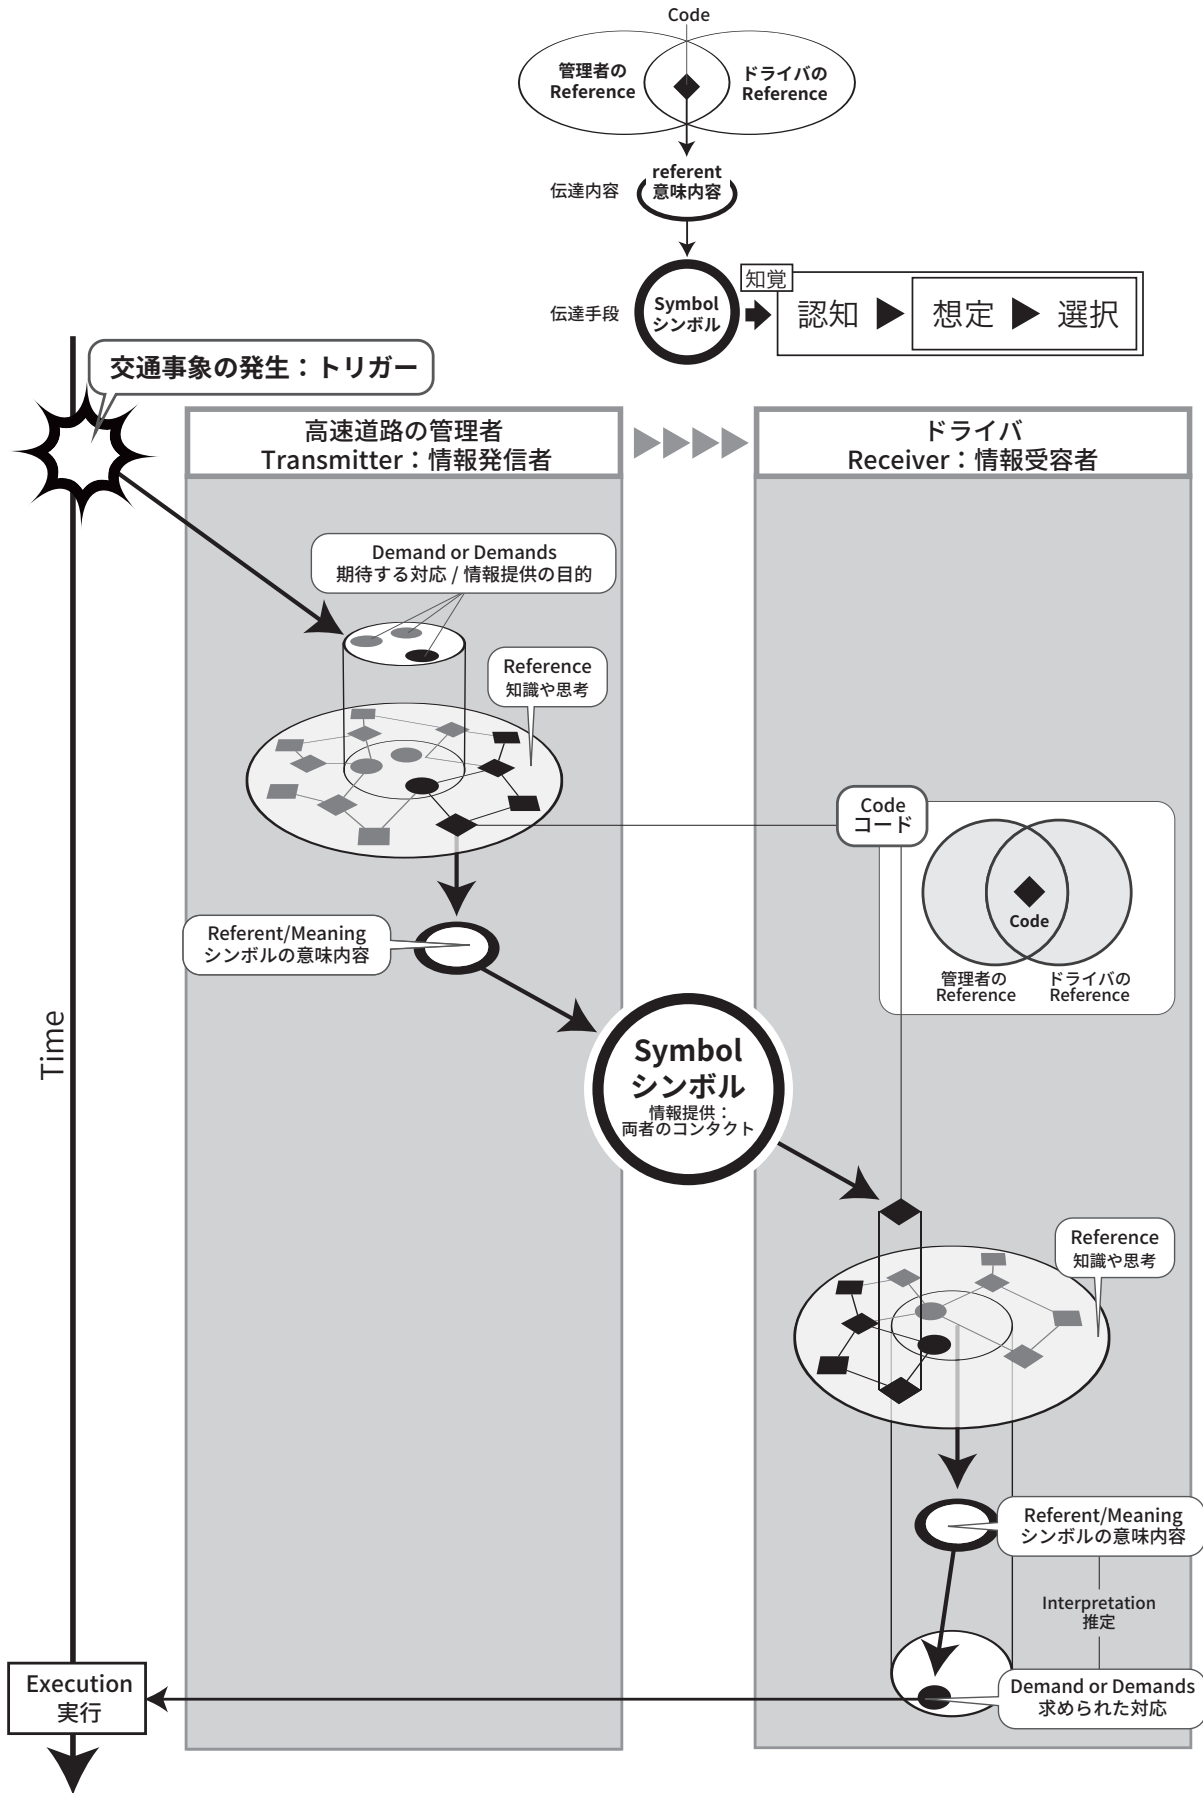 Code
管理者の
Reference
ドライバの
Reference
referent
意味内容
伝達内容
伝達手段
Symbol
シンボル
知覚
認知
想定
選択
交通事象の発生：トリガー
高速道路の管理者
Transmitter：情報発信者
ドライバ
Receiver：情報受容者
Demand or Demands
期待する対応 / 情報提供の目的
Reference
知識や思考
Code
コード
Code
管理者の
Reference
ドライバの
Reference
Referent/Meaning
シンボルの意味内容
Time
Symbol
シンボル
情報提供：
両者のコンタクト
Reference
知識や思考
Referent/Meaning
シンボルの意味内容
Interpretation
推定
Demand or Demands
求められた対応
Execution
実行